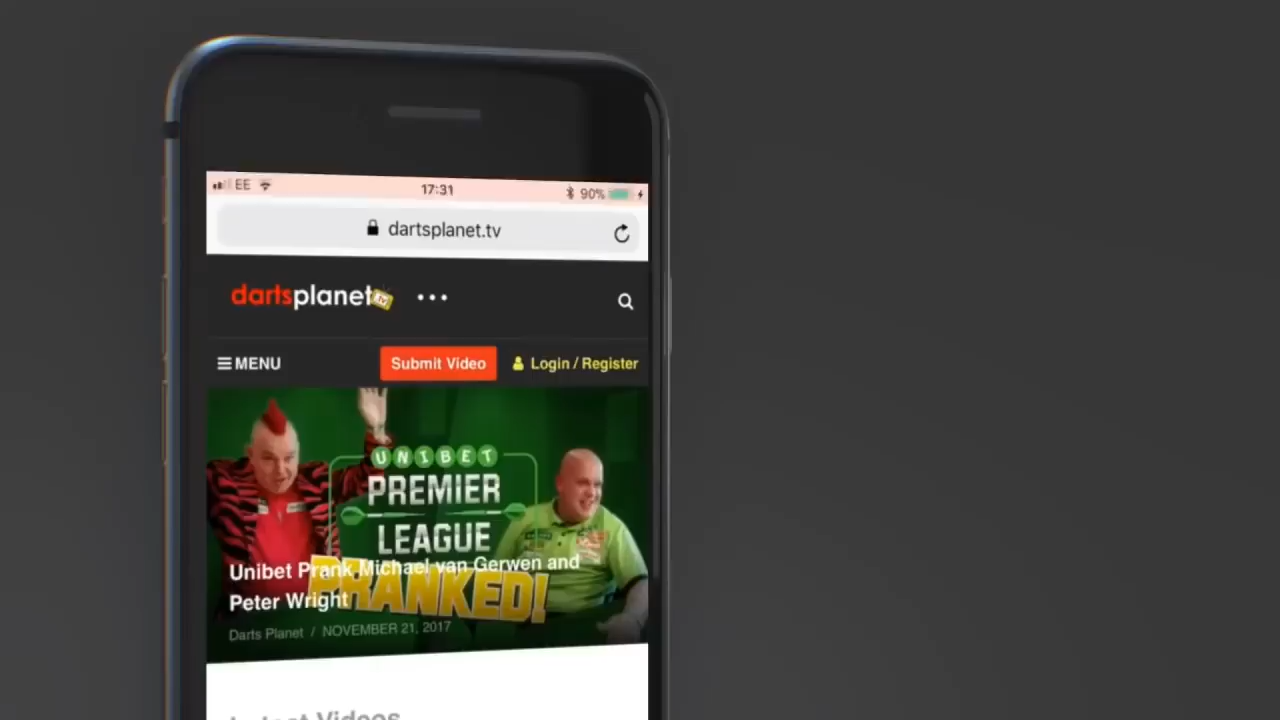 EE 17:31 90%
dartsplanet.tv
dartsplanet tv •••
MENU Submit Video Login / Register
UNIBET
PREMIER
LEAGUE
PRANKED!
Unibet Prank Michael van Gerwen and
Peter Wright
Darts Planet / NOVEMBER 21, 2017
Latest Videos